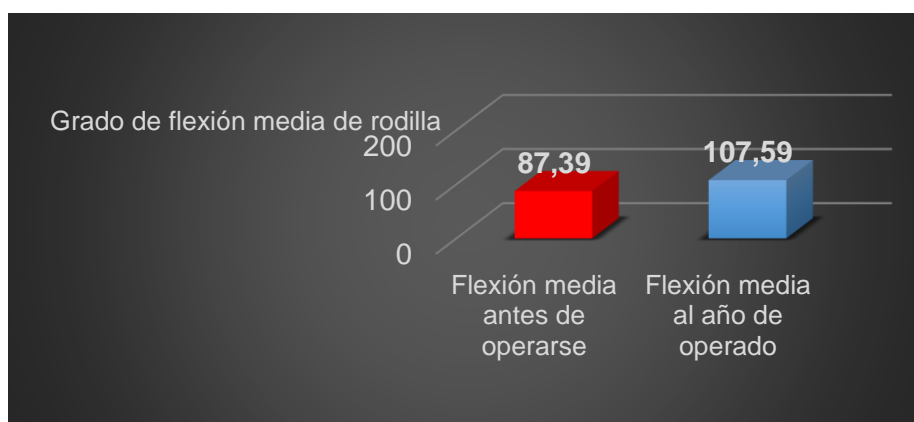 Grado de flexión media de rodilla
200
100
0
87,39
107,59
Flexión media
antes de
operarse
Flexión media
al año de
operado